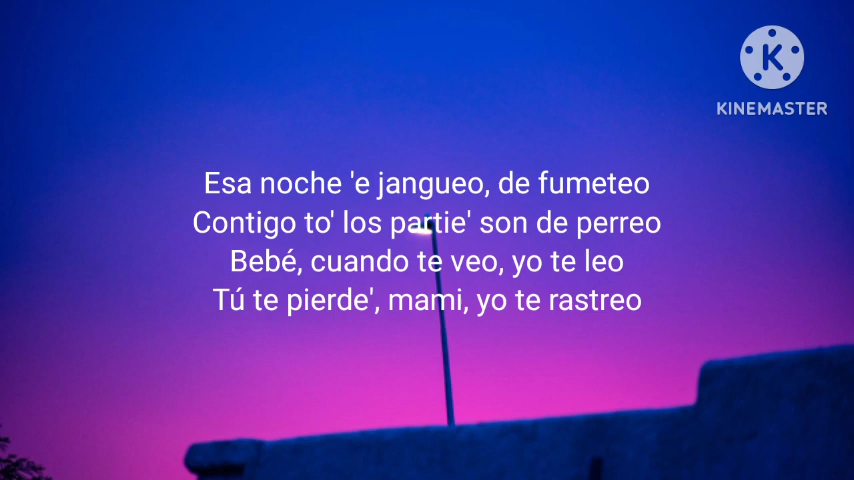 KINEMASTER
Esa noche 'e jangueo, de fumeteo
Contigo to' los partie' son de perreo
Bebé, cuando te veo, yo te leo
Tú te pierde', mami, yo te rastreo